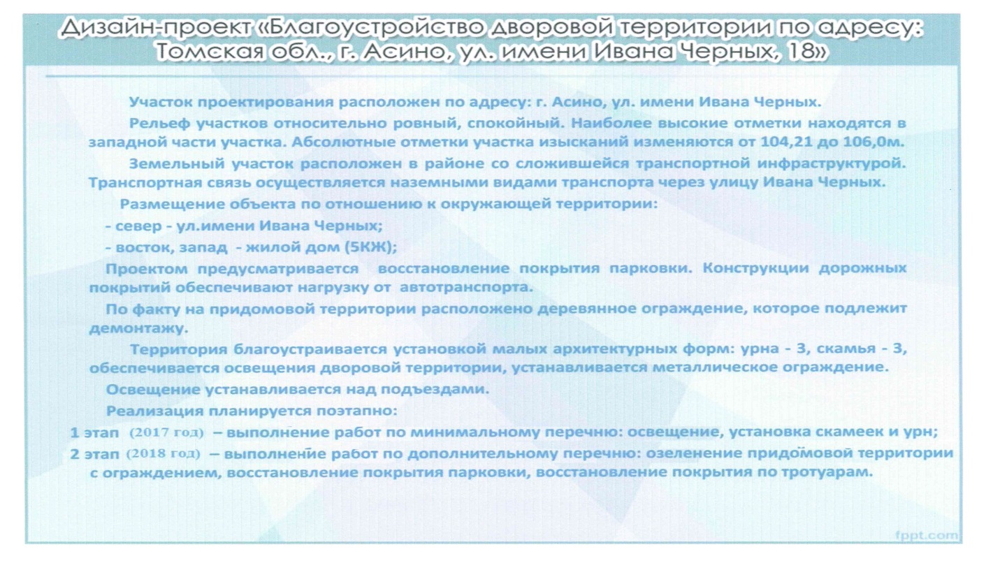 Дизайн-проект «Благоустройство дворовой территории по адресу:
Томская обл., г. Асино, ул. имени Ивана Черных, 18»
Участок проектирования расположен по адресу: г. Асино, ул. имени Ивана Черных.
Рельеф участков относительно ровный, спокойный. Наиболее высокие отметки находятся в
западной части участка. Абсолютные отметки участка изысканий изменяются от 104,21 до 106,0м.
Земельный участок расположен в районе со сложившейся транспортной инфраструктурой.
Транспортная связь осуществляется наземными видами транспорта через улицу Ивана Черных.
Размещение объекта по отношению к окружающей территории:
- север - ул.имени Ивана Черных;
- восток, запад - жилой дом (5КЖ);
Проектом предусматривается восстановление покрытия парковки. Конструкции дорожных
покрытий обеспечивают нагрузку от автотранспорта.
По факту на придомовой территории расположено деревянное ограждение, которое подлежит
демонтажу.
Территория благоустраивается установкой малых архитектурных форм: урна - 3, скамья - 3,
обеспечивается освещения дворовой территории, устанавливается металлическое ограждение.
Освещение устанавливается над подъездами.
Реализация планируется поэтапно:
1 этап (2017 год) – выполнение работ по минимальному перечню: освещение, установка скамеек и урн;
2 этап (2018 год) – выполнение работ по дополнительному перечню: озеленение придомовой территории
с ограждением, восстановление покрытия парковки, восстановление покрытия по тротуарам.
fppt.com